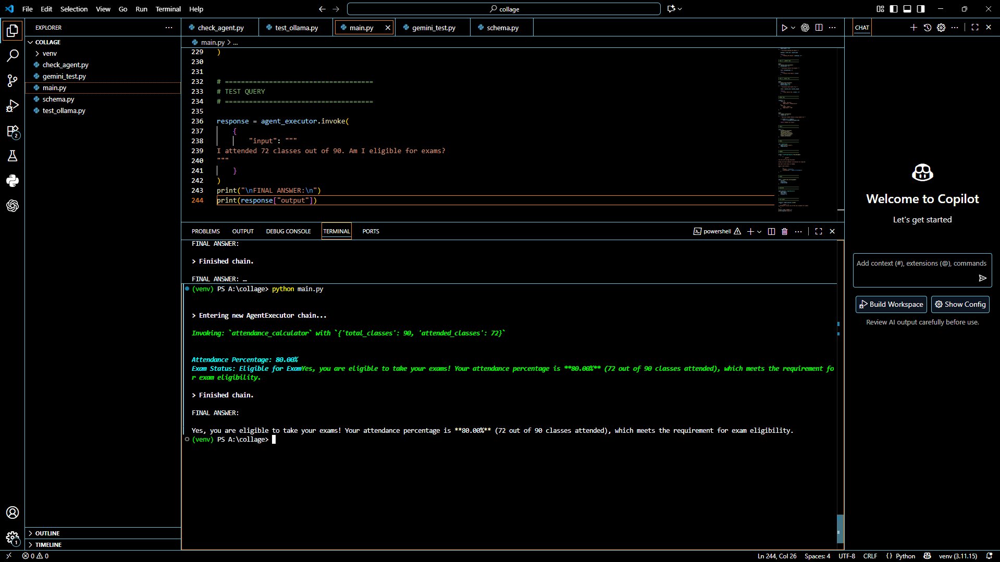 File Edit Selection View Go Run Terminal Help
collage
EXPLORER
COLLAGE
venv
check_agent.py
gemini_test.py
main.py
schema.py
test_ollama.py
OUTLINE
TIMELINE
2
1
check_agent.py test_ollama.py main.py gemini_test.py schema.py
main.py > ...
229 )
230
231
232 # =====================================
233 # TEST QUERY
234 # =====================================
235
236 response = agent_executor.invoke(
237 {
238 "input": """
239 I attended 72 classes out of 90. Am I eligible for exams?
240 """
241 }
242 )
243 print("\nFINAL ANSWER:\n")
244 print(response["output"])
PROBLEMS OUTPUT DEBUG CONSOLE TERMINAL PORTS
powershell
FINAL ANSWER:
> Finished chain.
FINAL ANSWER: …
(venv) PS A:\collage> python main.py
> Entering new AgentExecutor chain...
Invoking: `attendance_calculator` with `{'total_classes': 90, 'attended_classes': 72}`
Attendance Percentage: 80.00%
Exam Status: Eligible for ExamYes, you are eligible to take your exams! Your attendance percentage is **80.00%** (72 out of 90 classes attended), which meets the requirement fo
r exam eligibility.
> Finished chain.
FINAL ANSWER:
Yes, you are eligible to take your exams! Your attendance percentage is **80.00%** (72 out of 90 classes attended), which meets the requirement for exam eligibility.
(venv) PS A:\collage>
CHAT
Welcome to Copilot
Let's get started
Add context (#), extensions (@), commands
Build Workspace Show Config
Review AI output carefully before use.
0 0
Ln 244, Col 26 Spaces: 4 UTF-8 CRLF {} Python venv (3.11.15)